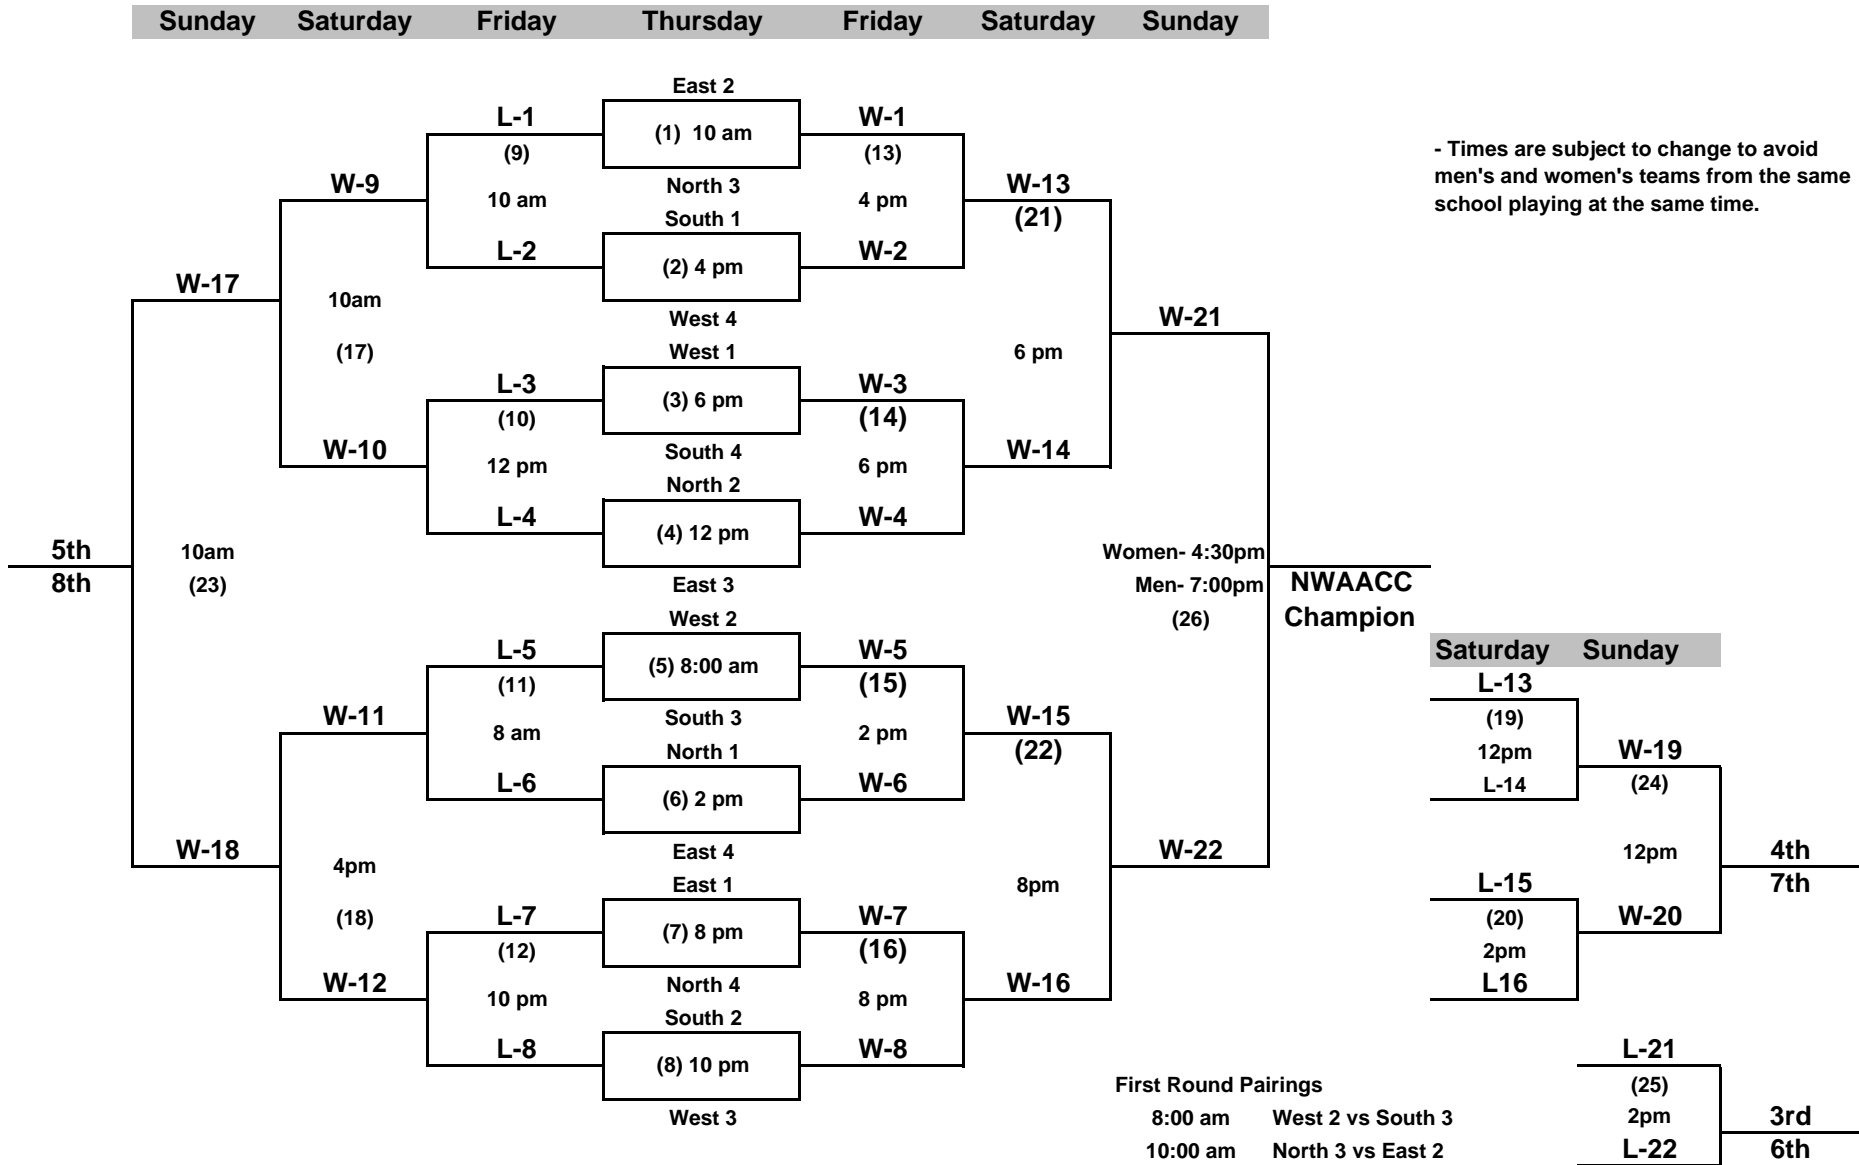 Sunday Saturday Friday Thursday Friday Saturday Sunday
East 2
L-1 (1) 10 am W-1
(9) (13)
- Times are subject to change to avoid
men's and women's teams from the same
school playing at the same time.
W-9 North 3 W-13
10 am 4 pm
South 1 (21)
L-2 (2) 4 pm W-2
W-17
10am
West 4 W-21
(17) West 1 6 pm
L-3 (3) 6 pm W-3
(10) (14)
W-10 South 4 W-14
12 pm 6 pm
North 2
L-4 (4) 12 pm W-4
5th 10am Women- 4:30pm
8th (23) East 3 Men- 7:00pm NWAACC
West 2 (26) Champion
Saturday Sunday
L-5 (5) 8:00 am W-5
(11) (15) L-13
W-11 South 3 W-15 (19)
8 am 2 pm
North 1 (22) 12pm W-19
L-6 (6) 2 pm W-6 L-14 (24)
W-18 East 4 W-22 12pm 4th
4pm 7th
East 1 8pm L-15
(18) L-7 (7) 8 pm W-7 (20) W-20
(12) (16) 2pm
W-12 North 4 W-16 L16
10 pm 8 pm
South 2
L-8 (8) 10 pm W-8 L-21
First Round Pairings (25)
West 3 8:00 am West 2 vs South 3 2pm 3rd
10:00 am North 3 vs East 2 L-22 6th